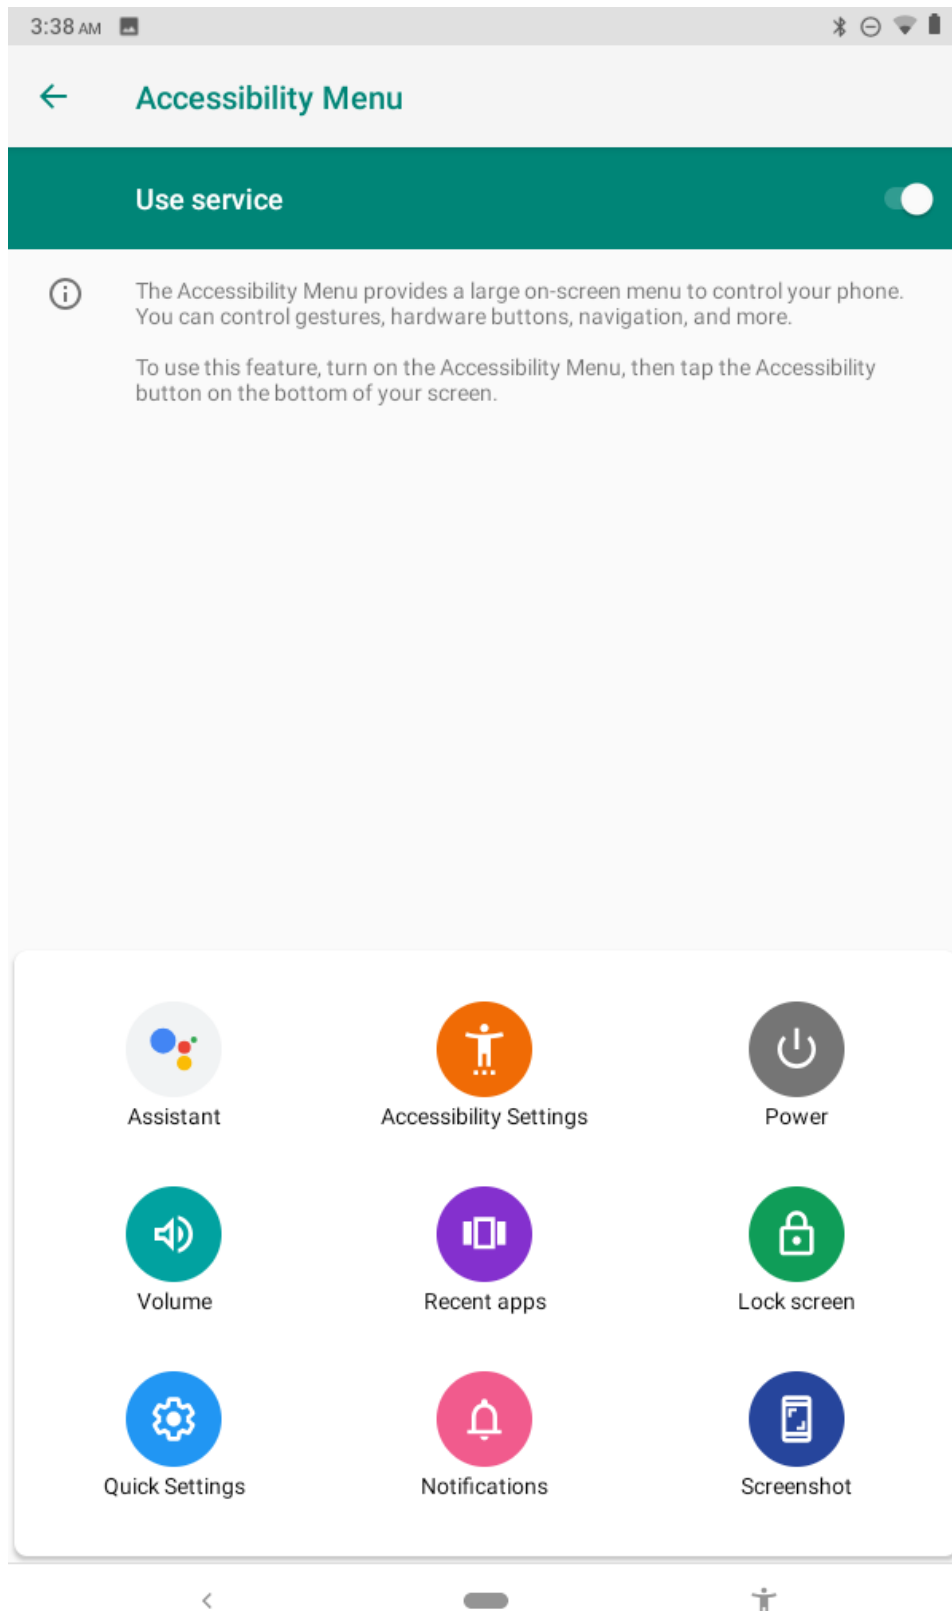 3:38 AM
Accessibility Menu
Use service
The Accessibility Menu provides a large on-screen menu to control your phone.
You can control gestures, hardware buttons, navigation, and more.
To use this feature, turn on the Accessibility Menu, then tap the Accessibility
button on the bottom of your screen.
Assistant
Accessibility Settings
Power
Volume
Recent apps
Lock screen
Quick Settings
Notifications
Screenshot